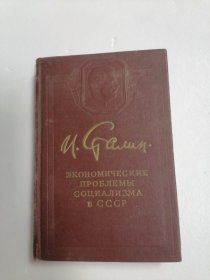 И. Сталин.
ЭКОНОМИЧЕСКИЕ
ПРОБЛЕМЫ
СОЦИАЛИЗМА
В СССР